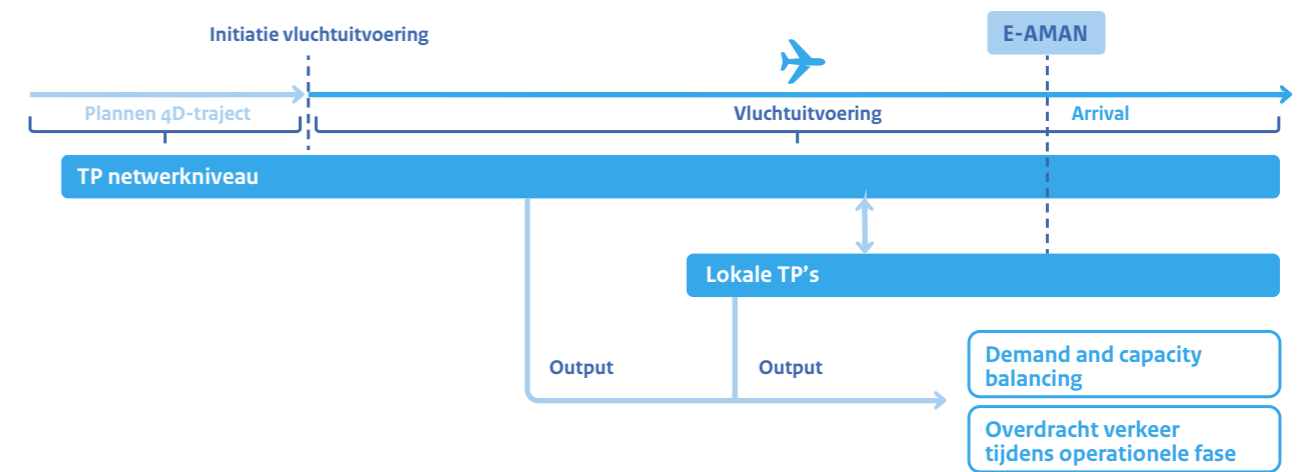 Initiatie vluchtuitvoering
E-AMAN
Plannen 4D-traject
Vluchtuitvoering
Arrival
TP netwerkniveau
Lokale TP's
Output
Output
Demand and capacity
balancing
Overdracht verkeer
tijdens operationele fase